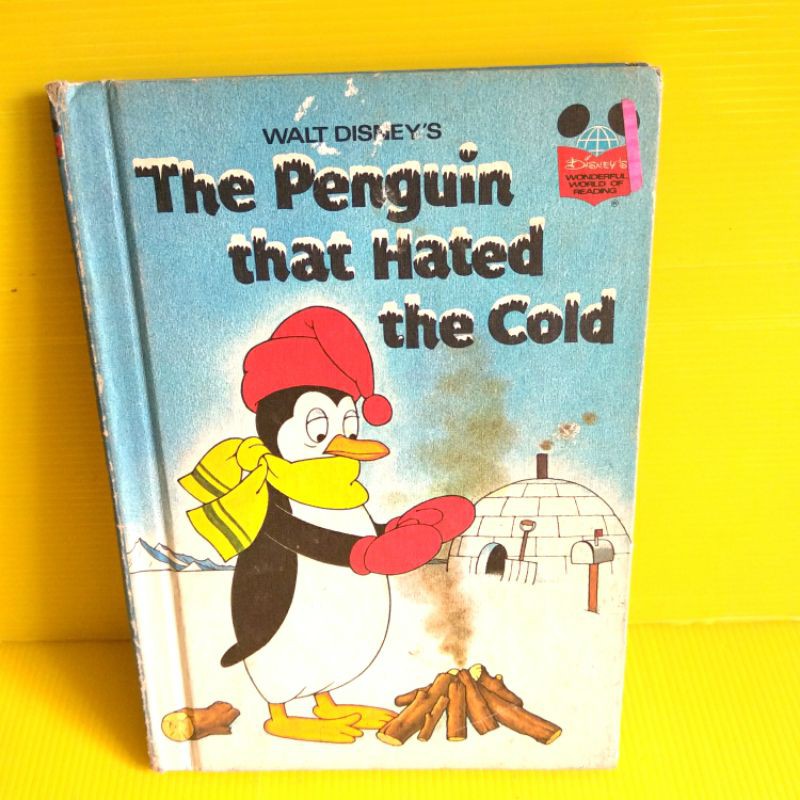 WALT DISNEY'S
The Penguin
that Hated
the Cold
DISNEY'S
WONDERFUL
WORLD OF
READING
®